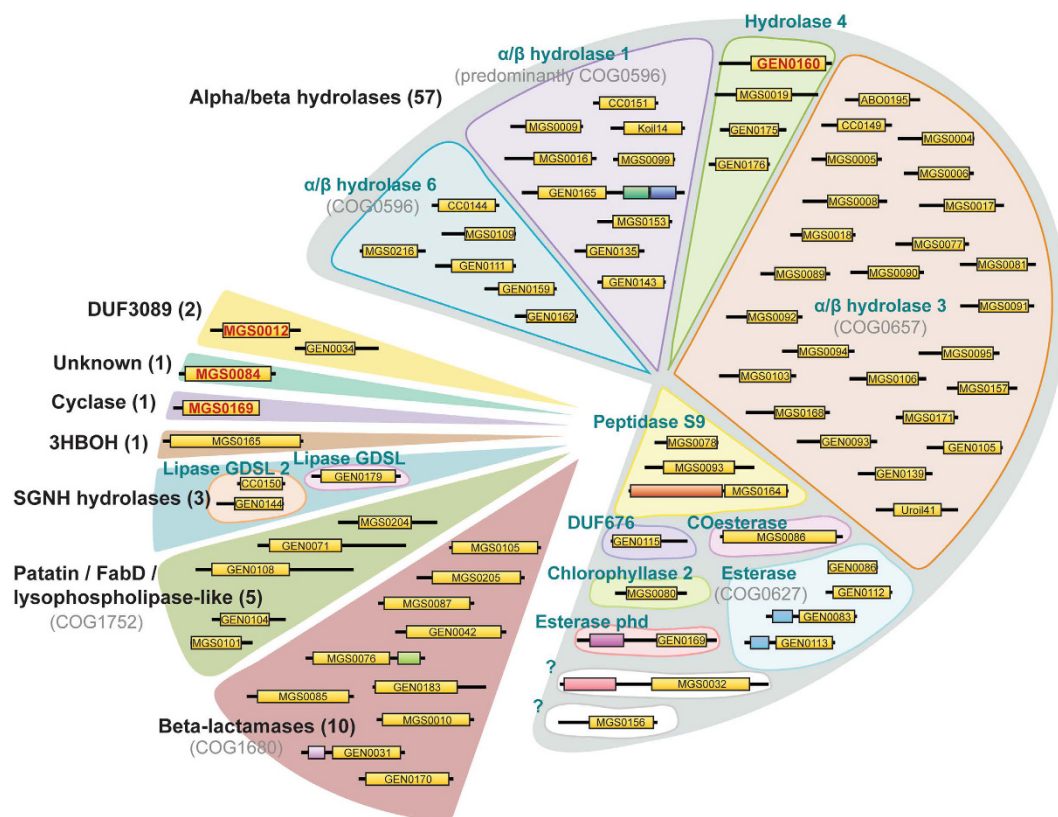 Hydrolase 4
α/β hydrolase 1
(predominantly COG0596)
Alpha/beta hydrolases (57)
GEN0160
MGS0019
GEN0175
GEN0176
CC0151
MGS0009
Koil14
MGS0016
MGS0099
GEN0165
MGS0153
GEN0135
GEN0143
α/β hydrolase 6
(COG0596)
CC0144
MGS0109
MGS0216
GEN0111
GEN0159
GEN0162
ABO0195
CC0149
MGS0004
MGS0005
MGS0006
MGS0008
MGS0017
MGS0018
MGS0077
MGS0081
MGS0089
MGS0090
MGS0091
MGS0092
α/β hydrolase 3
(COG0657)
MGS0094
MGS0095
MGS0103
MGS0106
MGS0157
MGS0168
MGS0171
GEN0093
GEN0105
GEN0139
Uroil41
DUF3089 (2)
MGS0012
GEN0034
Unknown (1)
MGS0084
Cyclase (1)
MGS0169
3HBOH (1)
MGS0165
SGNH hydrolases (3)
Lipase GDSL 2
CC0150
GEN0144
Lipase GDSL
GEN0179
Patatin / FabD /
lysophospholipase-like (5)
(COG1752)
MGS0204
GEN0071
GEN0108
GEN0104
MGS0101
Beta-lactamases (10)
(COG1680)
MGS0105
MGS0205
MGS0087
GEN0042
MGS0076
GEN0183
MGS0085
MGS0010
GEN0031
GEN0170
Peptidase S9
MGS0078
MGS0093
MGS0164
DUF676
GEN0115
COesterase
MGS0086
Chlorophyllase 2
MGS0080
Esterase
(COG0627)
GEN0086
GEN0112
GEN0083
GEN0113
Esterase phd
GEN0169
?
MGS0032
?
MGS0156